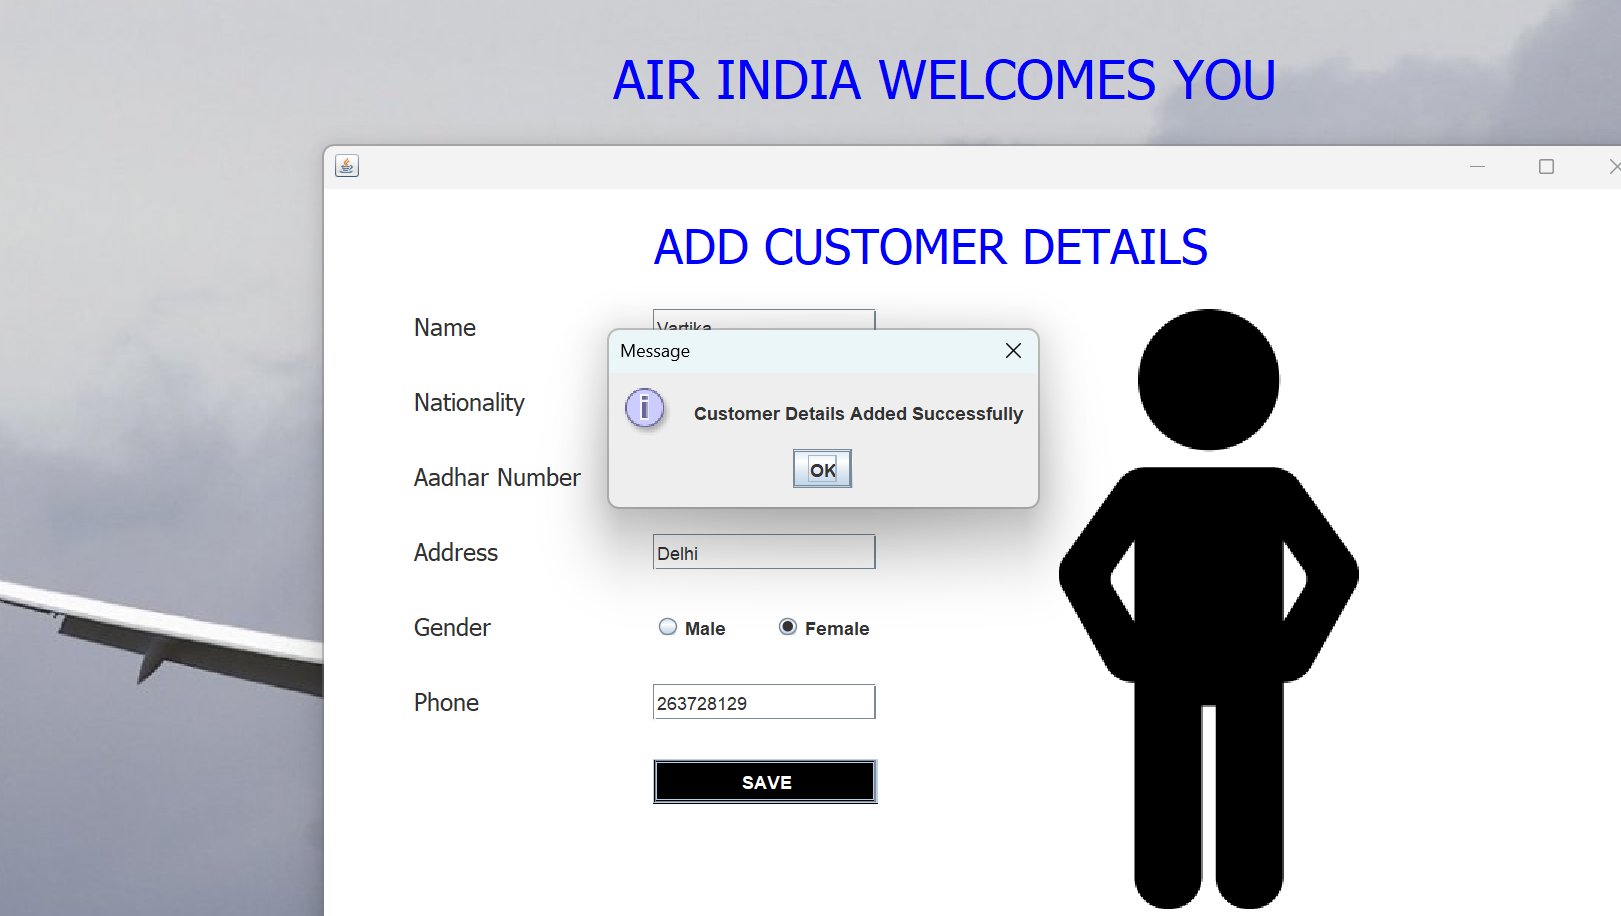 AIR INDIA WELCOMES YOU
ADD CUSTOMER DETAILS
Name
Vartika
Message
Nationality
Customer Details Added Successfully
OK
Aadhar Number
Address
Delhi
Gender
Male
Female
Phone
263728129
SAVE